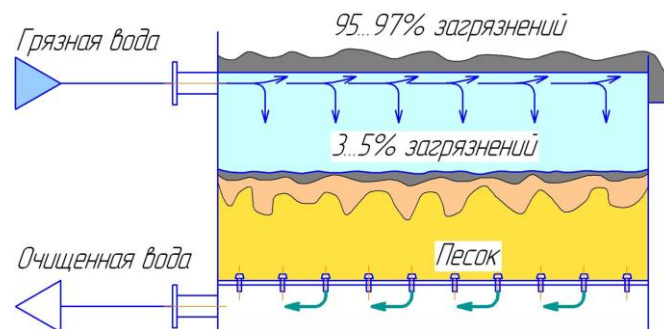 95...97% загрязнений
Грязная вода
3...5% загрязнений
Очищенная вода
Песок